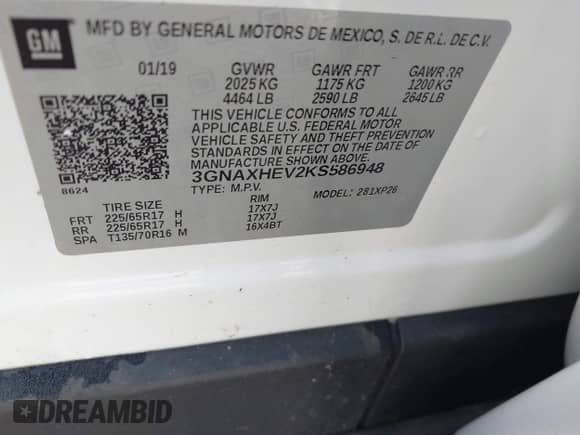 GM
MFD BY GENERAL MOTORS DE MEXICO, S. DE R.L. DE C.V.
01/19 GVWR GAWR FRT GAWR RR
2025 KG 1175 KG 1200 KG
4464 LB 2590 LB 2645 LB
THIS VEHICLE CONFORMS TO ALL
APPLICABLE U.S. FEDERAL MOTOR
VEHICLE SAFETY AND THEFT PREVENTION
STANDARDS IN EFFECT ON THE DATE OF
MANUFACTURE SHOWN ABOVE.
3GNAXHEV2KS586948
8624 TYPE: M.P.V. MODEL: 281XP26
TIRE SIZE RIM
FRT 225/65R17 H 17X7J
RR 225/65R17 H 17X7J
SPA T135/70R16 M 16X4BT
DREAMBID